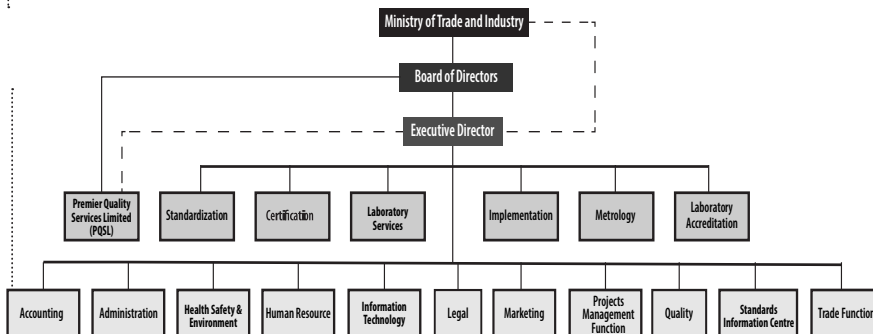 Ministry of Trade and Industry
Board of Directors
Executive Director
Premier Quality
Services Limited
(PQSL)
Standardization
Certification
Laboratory
Services
Implementation
Metrology
Laboratory
Accreditation
Accounting
Administration
Health Safety &
Environment
Human Resource
Information
Technology
Legal
Marketing
Projects
Management
Function
Quality
Standards
Information Centre
Trade Function